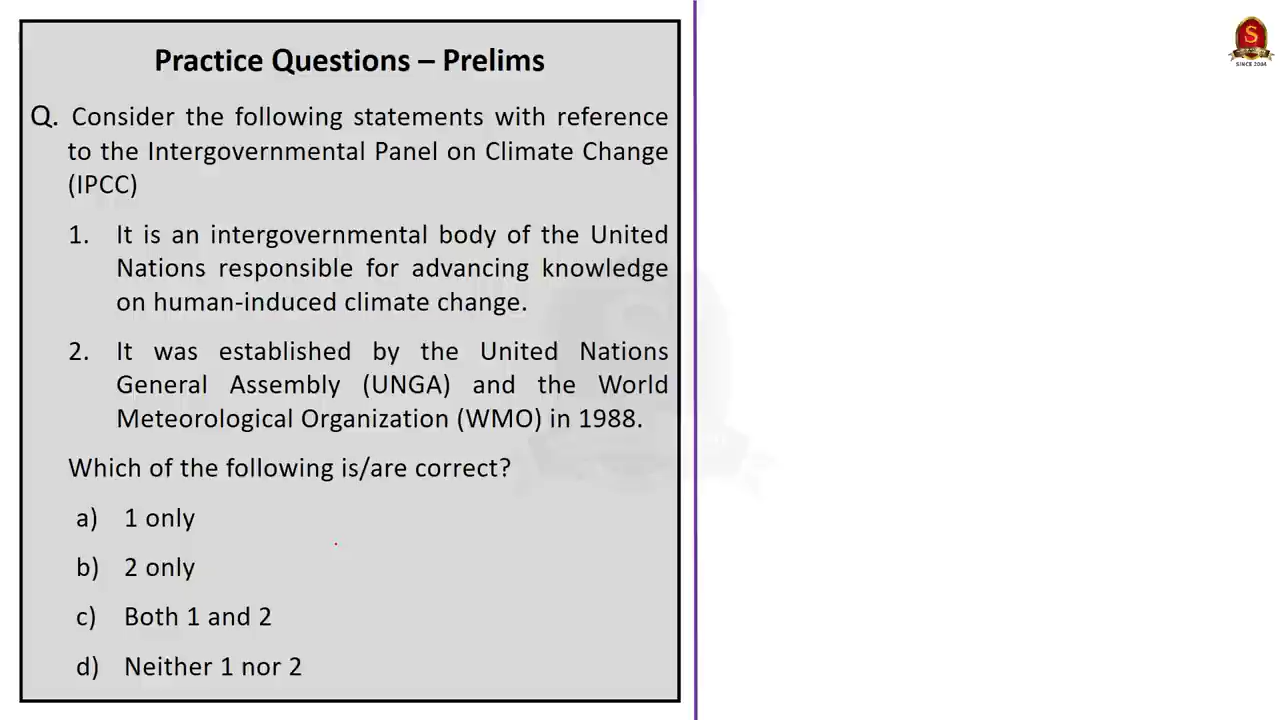 Practice Questions – Prelims
Q. Consider the following statements with reference
to the Intergovernmental Panel on Climate Change
(IPCC)
1. It is an intergovernmental body of the United
Nations responsible for advancing knowledge
on human-induced climate change.
2. It was established by the United Nations
General Assembly (UNGA) and the World
Meteorological Organization (WMO) in 1988.
Which of the following is/are correct?
a) 1 only
b) 2 only
c) Both 1 and 2
d) Neither 1 nor 2
S
SINCE 2004